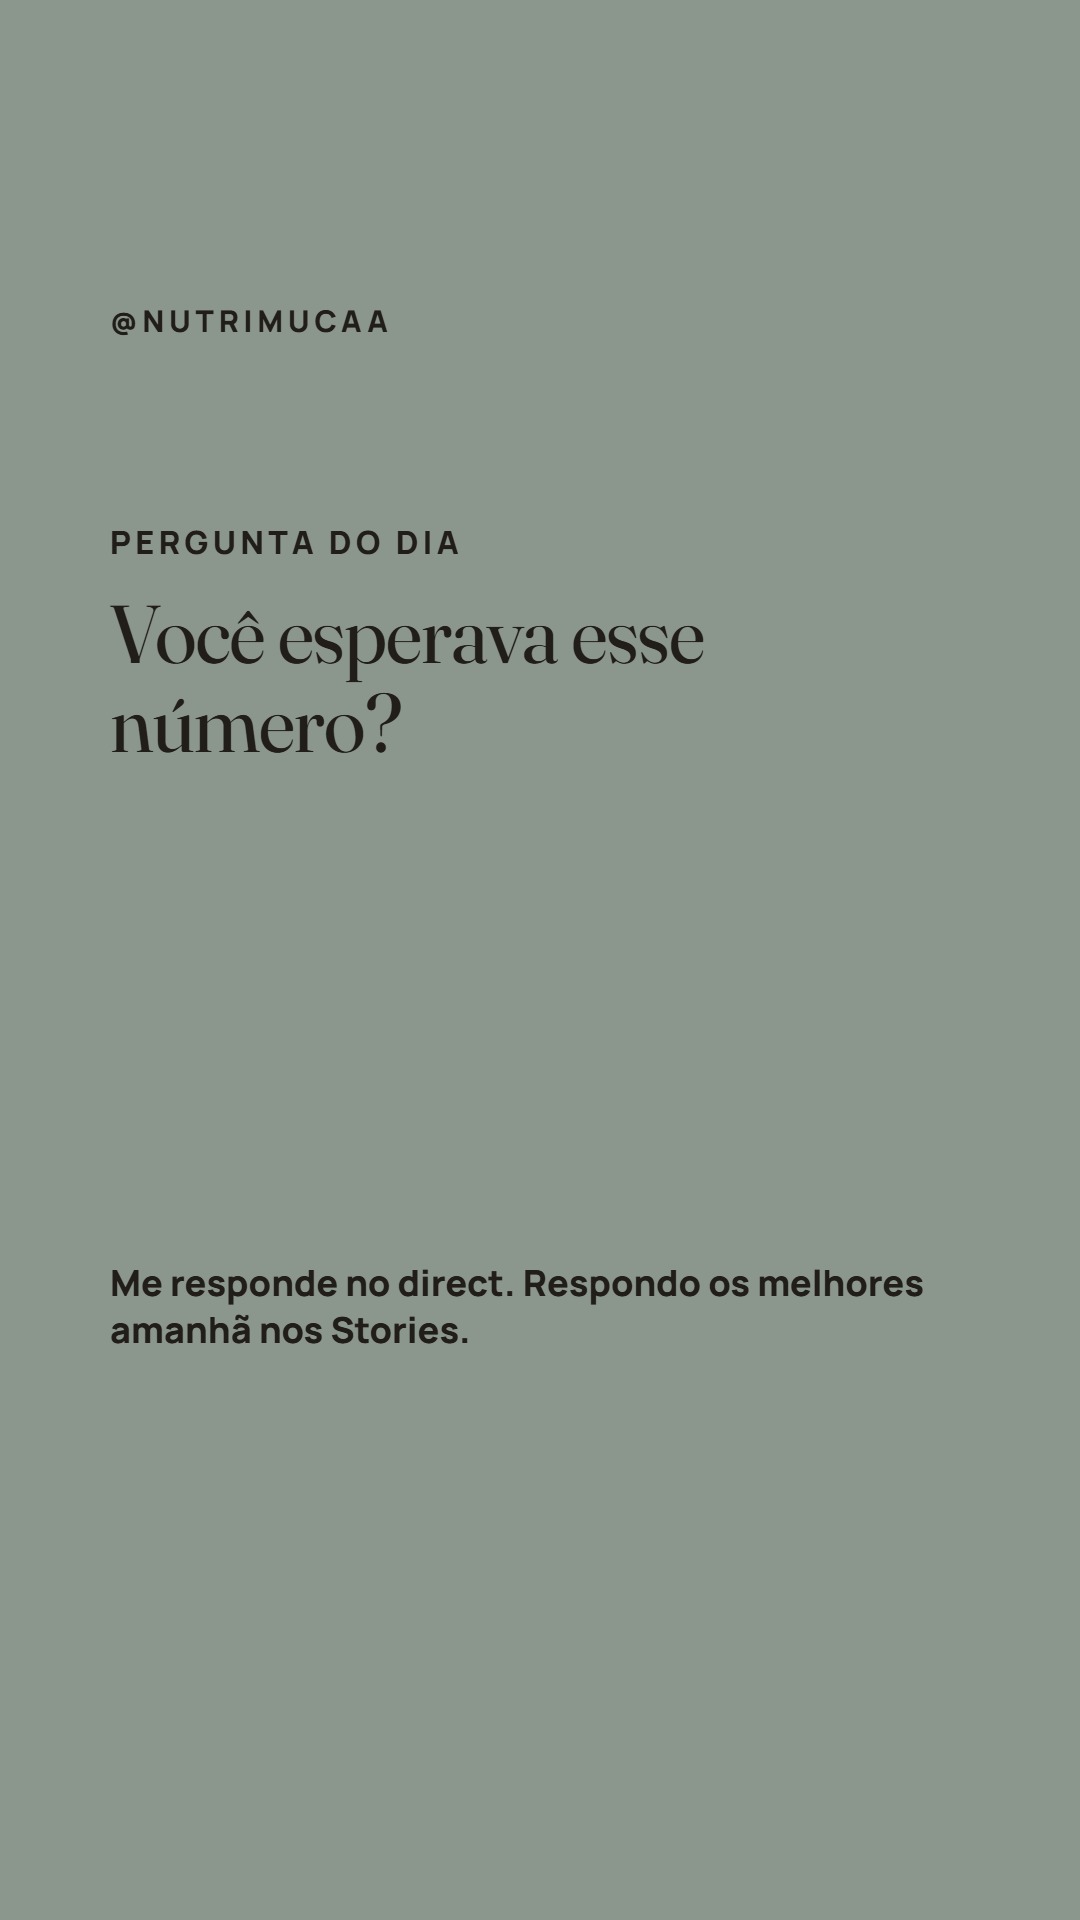 @NUTRIMUCAA
PERGUNTA DO DIA
Você esperava esse
número?
Me responde no direct. Respondo os melhores
amanhã nos Stories.